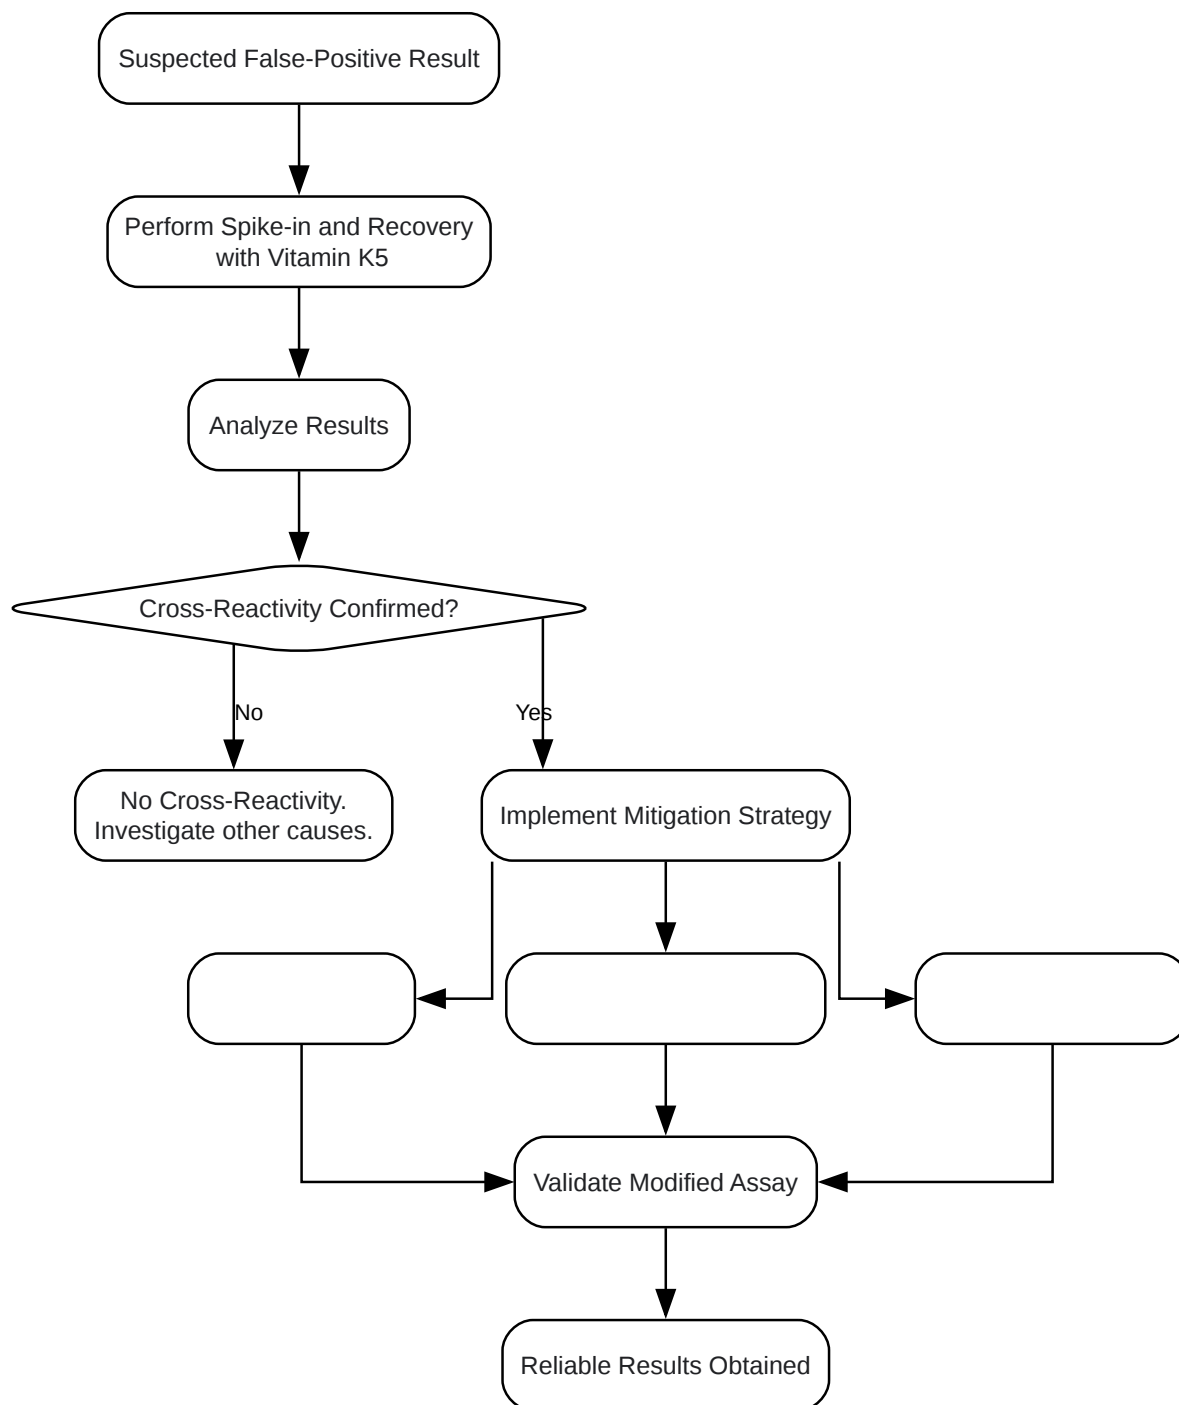 Suspected False-Positive Result
Perform Spike-in and Recovery
with Vitamin K5
Analyze Results
Cross-Reactivity Confirmed?
No
Yes
No Cross-Reactivity.
Investigate other causes.
Implement Mitigation Strategy
Validate Modified Assay
Reliable Results Obtained